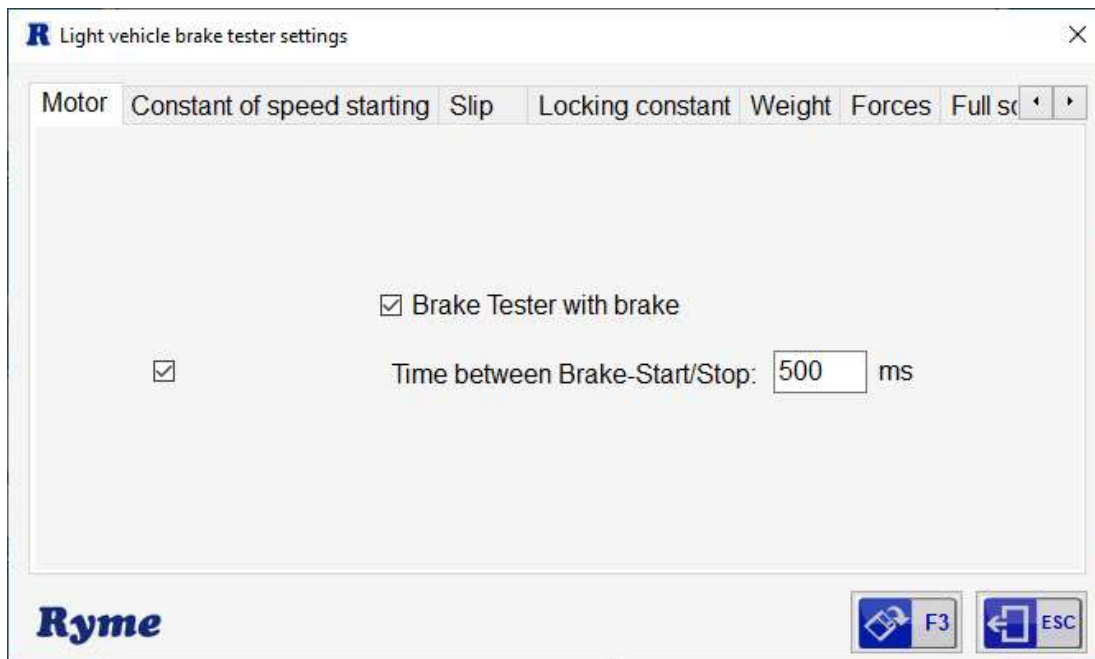 R Light vehicle brake tester settings
Motor Constant of speed starting Slip Locking constant Weight Forces Full sc
Brake Tester with brake
Time between Brake-Start/Stop: 500 ms
Ryme F3 ESC